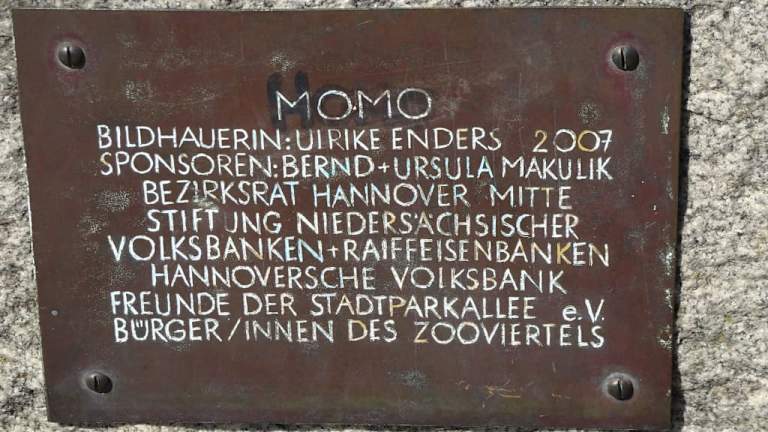 MOMO
BILDHAUERIN: ULRIKE ENDERS 2007
SPONSOREN: BERND + URSULA MAKULIK
BEZIRKSRAT HANNOVER MITTE
STIFTUNG NIEDERSÄCHSISCHER
VOLKSBANKEN + RAIFFEISENBANKEN
HANNOVERSCHE VOLKSBANK
FREUNDE DER STADTPARKALLEE e.V.
BÜRGER/INNEN DES ZOOVIERTELS